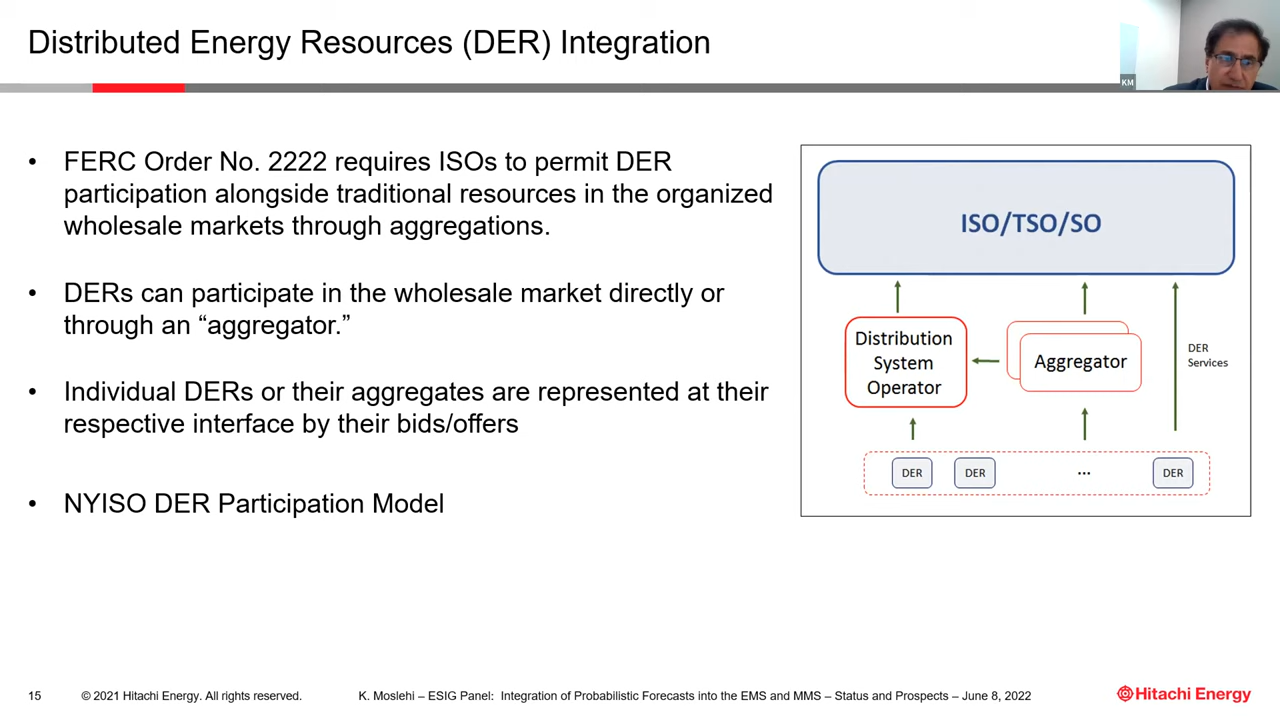 Distributed Energy Resources (DER) Integration
KM
• FERC Order No. 2222 requires ISOs to permit DER
participation alongside traditional resources in the organized
wholesale markets through aggregations.
• DERs can participate in the wholesale market directly or
through an “aggregator.”
• Individual DERs or their aggregates are represented at their
respective interface by their bids/offers
• NYISO DER Participation Model
ISO/TSO/SO
Distribution
System
Operator
Aggregator
DER
Services
DER
DER
...
DER
15
© 2021 Hitachi Energy. All rights reserved.
K. Moslehi – ESIG Panel: Integration of Probabilistic Forecasts into the EMS and MMS – Status and Prospects – June 8, 2022
Hitachi Energy